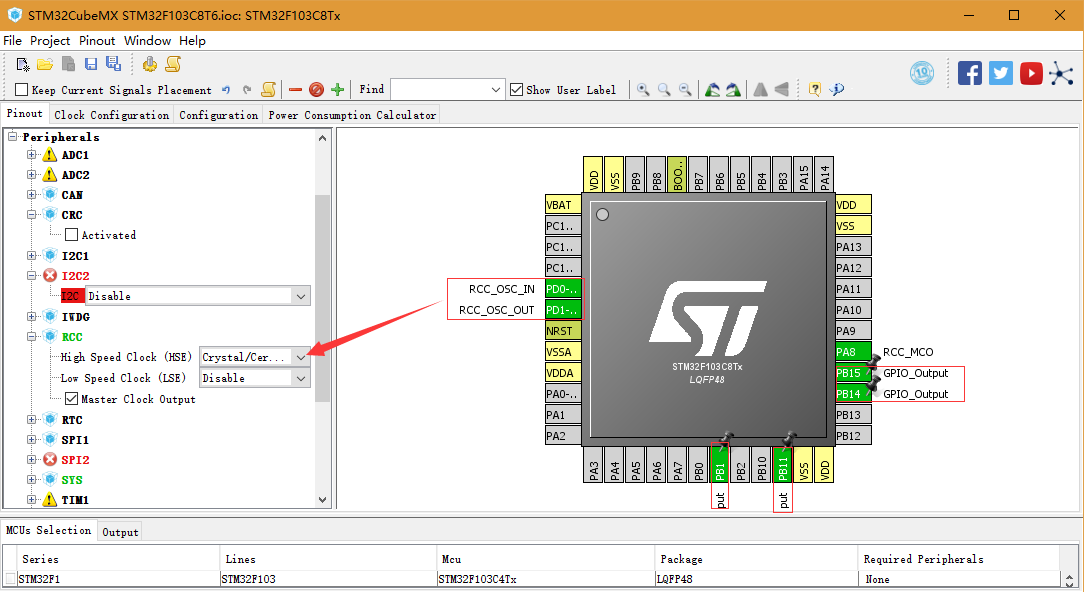 STM32CubeMX STM32F103C8T6.ioc: STM32F103C8Tx
File Project Pinout Window Help
Keep Current Signals Placement Find Show User Label
Pinout Clock Configuration Configuration Power Consumption Calculator
Peripherals
ADC1
ADC2
CAN
CRC
Activated
I2C1
I2C2
I2C Disable
IWDG
RCC
High Speed Clock (HSE) Crystal/Cer...
Low Speed Clock (LSE) Disable
Master Clock Output
RTC
SPI1
SPI2
SYS
TIM1
VDD VSS PB9 PB8 BOO.. PB7 PB6 PB5 PB4 PB3 PA15 PA14
VBAT
PC1..
PC1..
PC1..
RCC_OSC_IN PD0-..
RCC_OSC_OUT PD1-..
NRST
VSSA
VDDA
PA0-..
PA1
PA2
STM32F103C8Tx
LQFP48
VDD
VSS
PA13
PA12
PA11
PA10
PA9
PA8 RCC_MCO
PB15 GPIO_Output
PB14 GPIO_Output
PB13
PB12
PA3 PA4 PA5 PA6 PA7 PB0 PB1 PB2 PB10 PB11 VSS VDD
put put
MCUs Selection Output
Series Lines Mcu Package Required Peripherals
STM32F1 STM32F103 STM32F103C4Tx LQFP48 None